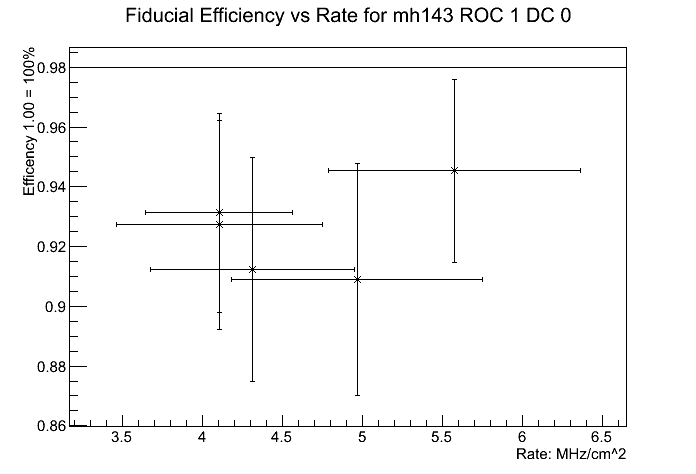 Fiducial Efficiency vs Rate for mh143 ROC 1 DC 0
Efficency 1.00 = 100%
0.98
0.96
0.94
0.92
0.9
0.88
0.86
3.5 4 4.5 5 5.5 6 6.5
Rate: MHz/cm^2